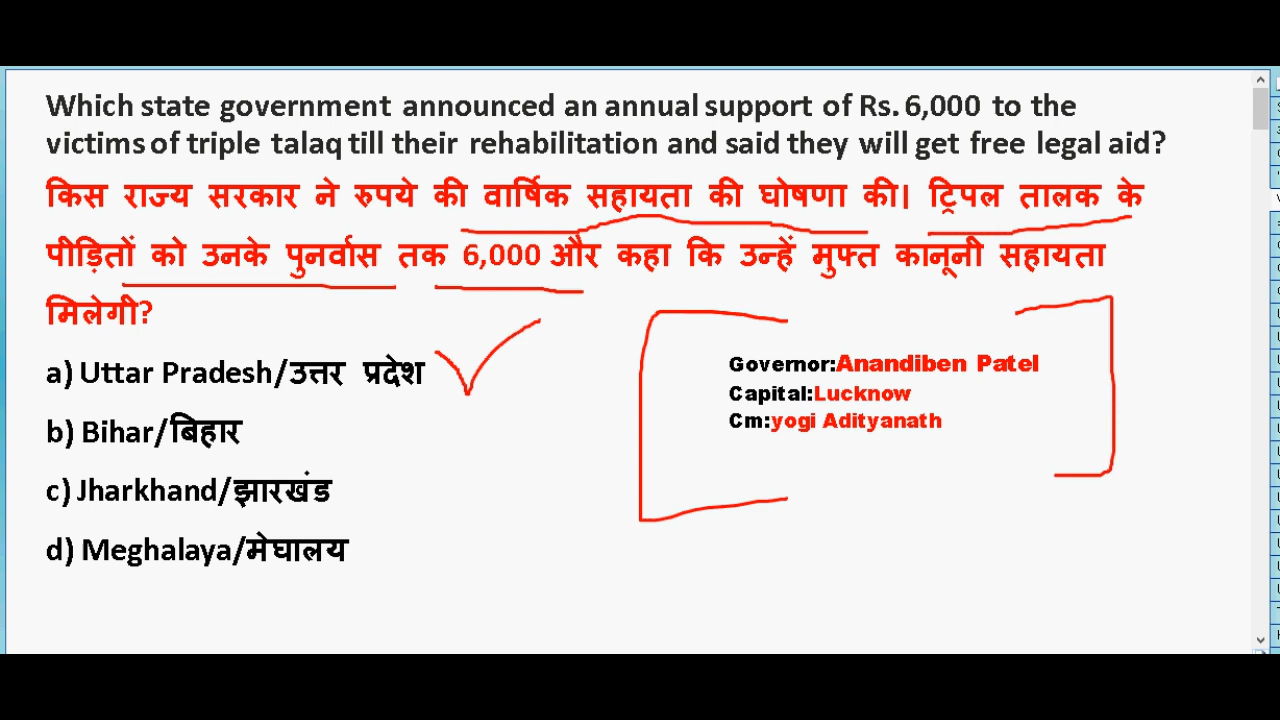 Which state government announced an annual support of Rs. 6,000 to the
victims of triple talaq till their rehabilitation and said they will get free legal aid?
किस राज्य सरकार ने रुपये की वार्षिक सहायता की घोषणा की। ट्रिपल तालक के
पीड़ितों को उनके पुनर्वास तक 6,000 और कहा कि उन्हें मुफ्त कानूनी सहायता
मिलेगी?
a) Uttar Pradesh/उत्तर प्रदेश
Governor:Anandiben Patel
Capital:Lucknow
Cm:yogi Adityanath
b) Bihar/बिहार
c) Jharkhand/झारखंड
d) Meghalaya/मेघालय